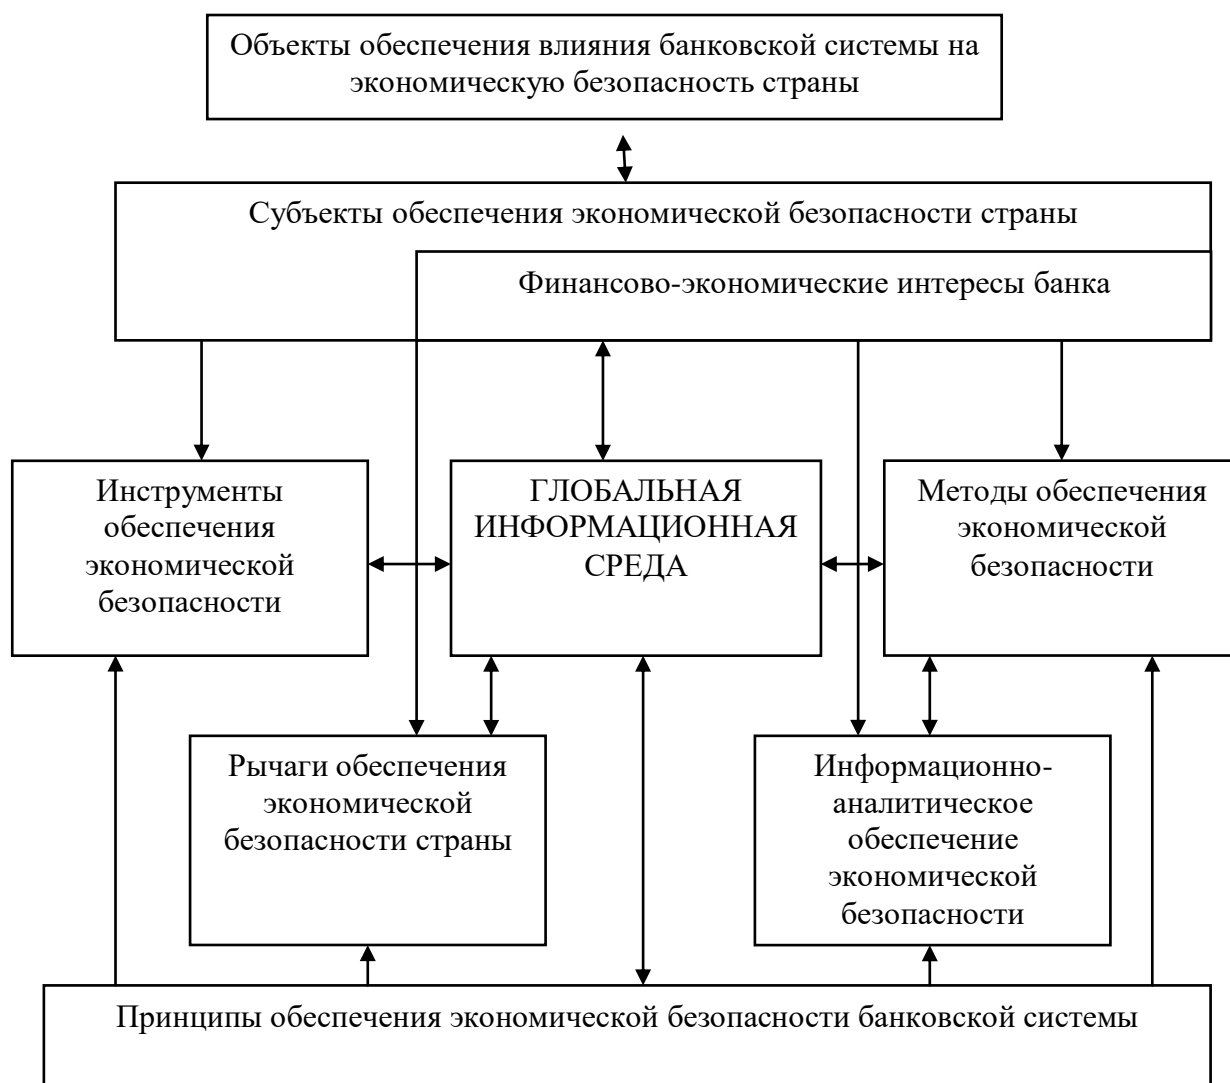 Объекты обеспечения влияния банковской системы на
экономическую безопасность страны
Субъекты обеспечения экономической безопасности страны
Финансово-экономические интересы банка
Инструменты
обеспечения
экономической
безопасности
ГЛОБАЛЬНАЯ
ИНФОРМАЦИОННАЯ
СРЕДА
Методы обеспечения
экономической
безопасности
Рычаги обеспечения
экономической
безопасности страны
Информационно-
аналитическое
обеспечение
экономической
безопасности
Принципы обеспечения экономической безопасности банковской системы